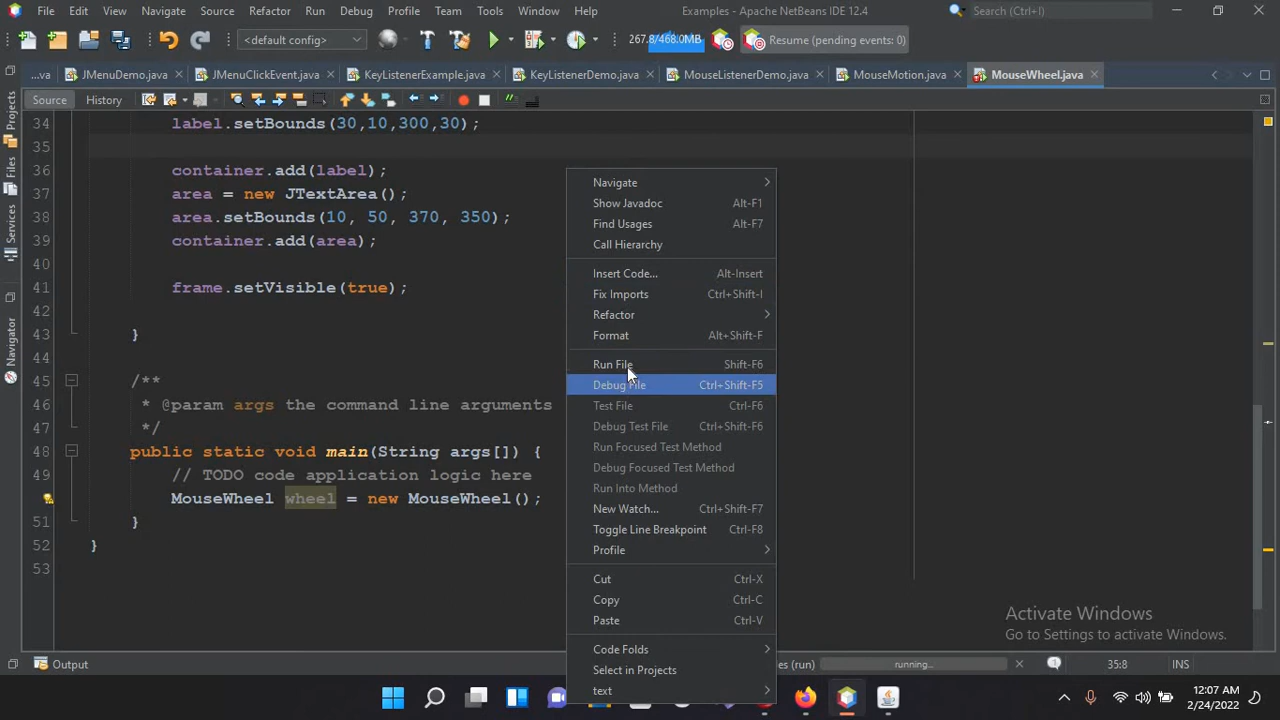 File Edit View Navigate Source Refactor Run Debug Profile Team Tools Window Help Examples - Apache NetBeans IDE 12.4 Search (Ctrl+I)
<default config> 267.8/468.0MB Resume (pending events: 0)
...va JMenuDemo.java JMenuClickEvent.java KeyListenerExample.java KeyListenerDemo.java MouseListenerDemo.java MouseMotion.java MouseWheel.java
Source History
Projects
Files
Services
Navigator
34 label.setBounds(30,10,300,30);
35
36 container.add(label);
37 area = new JTextArea();
38 area.setBounds(10, 50, 370, 350);
39 container.add(area);
40
41 frame.setVisible(true);
42
43 }
44
45 /**
46 * @param args the command line arguments
47 */
48 public static void main(String args[]) {
49 // TODO code application logic here
MouseWheel wheel = new MouseWheel();
51 }
52 }
53
Navigate
Show Javadoc Alt-F1
Find Usages Alt-F7
Call Hierarchy
Insert Code... Alt-Insert
Fix Imports Ctrl+Shift-I
Refactor
Format Alt+Shift-F
Run File Shift-F6
Debug File Ctrl+Shift-F5
Test File Ctrl-F6
Debug Test File Ctrl+Shift-F6
Run Focused Test Method
Debug Focused Test Method
Run Into Method
New Watch... Ctrl+Shift-F7
Toggle Line Breakpoint Ctrl-F8
Profile
Cut Ctrl-X
Copy Ctrl-C
Paste Ctrl-V
Code Folds
Select in Projects
text
Activate Windows
Go to Settings to activate Windows.
Output es (run) running... 35:8 INS
12:07 AM
2/24/2022